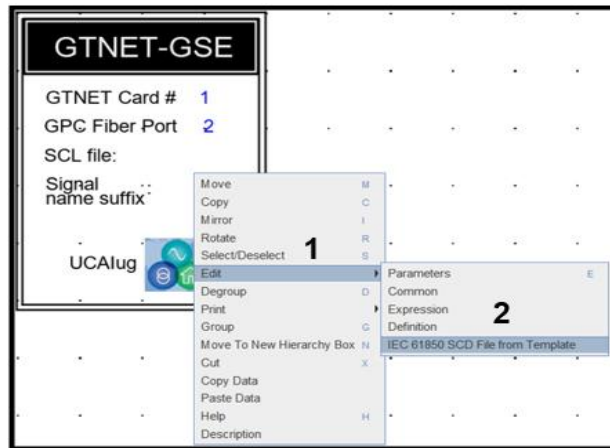 GTNET-GSE
GTNET Card # 1
GPC Fiber Port 2
SCL file:
Signal
name suffix
UCAIug
Move M
Copy C
Mirror I
Rotate R
Select/Deselect S
1
Edit
Degroup D
Print
Group G
Move To New Hierarchy Box N
Cut X
Copy Data
Paste Data
Help H
Description
Parameters E
Common
Expression
2
Definition
IEC 61850 SCD File from Template